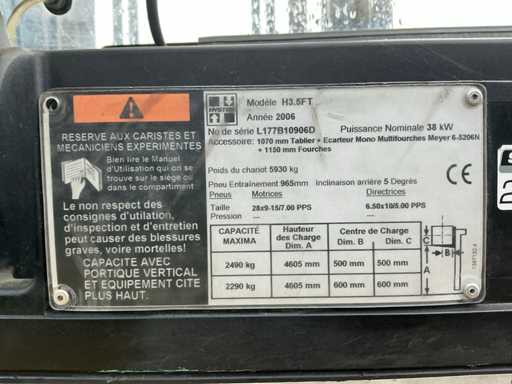 HYSTER
Modèle H3.5FT
Année 2006
No de série L177B10906D Puissance Nominale 38 kW
Accessoire: 1070 mm Tablier + Ecarteur Mono Multifourches Meyer 6-5206N
+ 1150 mm Fourches
Poids du chariot 5930 kg
Pneu Entraînement 965mm Inclinaison arrière 5 Degrés
Pneus Motrices Directrices
Taille 28x9-15/7.00 PPS 6.50x10/5.00 PPS
Pression --- ---
RESERVE AUX CARISTES ET
MECANICIENS EXPERIMENTES
Bien lire le Manuel
d'Utilisation qui se
trouve sur le siège ou
dans le compartiment
Le non respect des
consignes d'utilation,
d'inspection et d'entretien
peut causer des blessures
graves, voire mortelles!
CAPACITE AVEC
PORTIQUE VERTICAL
ET EQUIPEMENT CITE
PLUS HAUT
CAPACITÉ MAXIMA Hauteur des Charge Dim. A Centre de Charge Dim. B Dim. C
2490 kg 4605 mm 500 mm 500 mm
2290 kg 4605 mm 600 mm 600 mm
CE
C
B
A